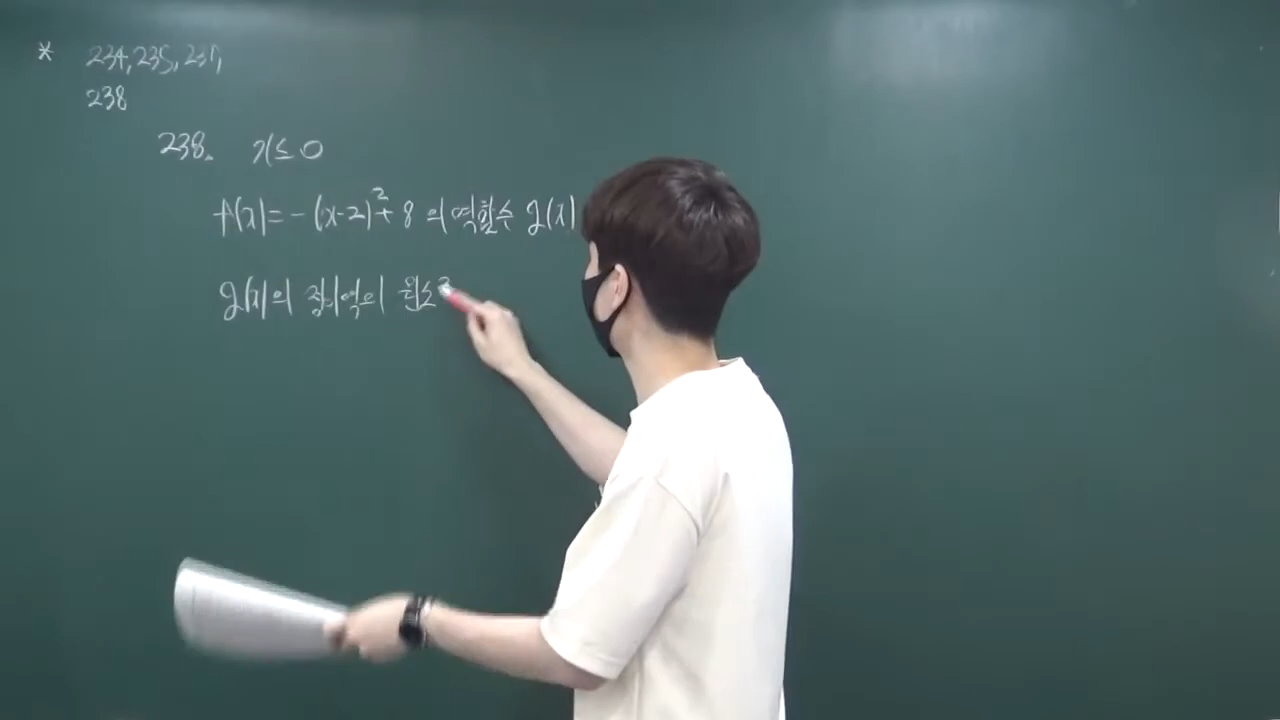 * 234, 235, 237,
238
238. x≤0
f(x)=-(x-2)²+8 의 역함수 g(x)
g(x)의 정의역의 원소